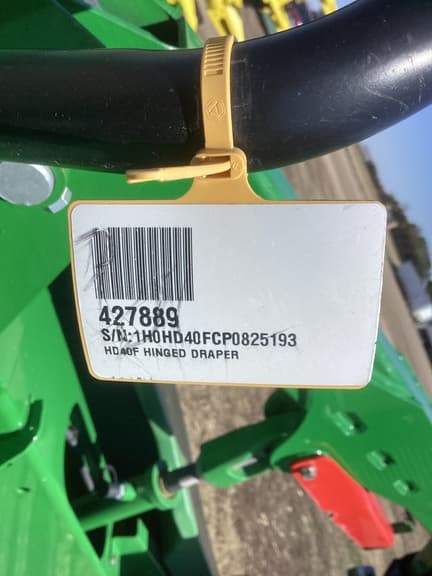 427889
S/N:1H0HD40FCP0825193
HD40F HINGED DRAPER